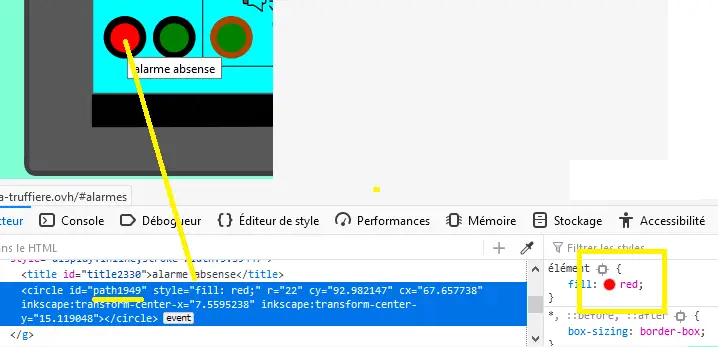 alarme absense
a-truffiere.ovh/#alarmes
cteur Console Débogueur {} Éditeur de style Performances Mémoire Stockage Accessibilité
ns le HTML
Filtrer les styles
<title id="title2330">alarme absense</title>
<circle id="path1949" style="fill: red;" r="22" cy="92.982147" cx="67.657738"
inkscape:transform-center-x="7.5595238" inkscape:transform-center-
y="15.119048"></circle> event
</g>
élément {
fill: red;
}
*, ::before, ::after {
box-sizing: border-box;